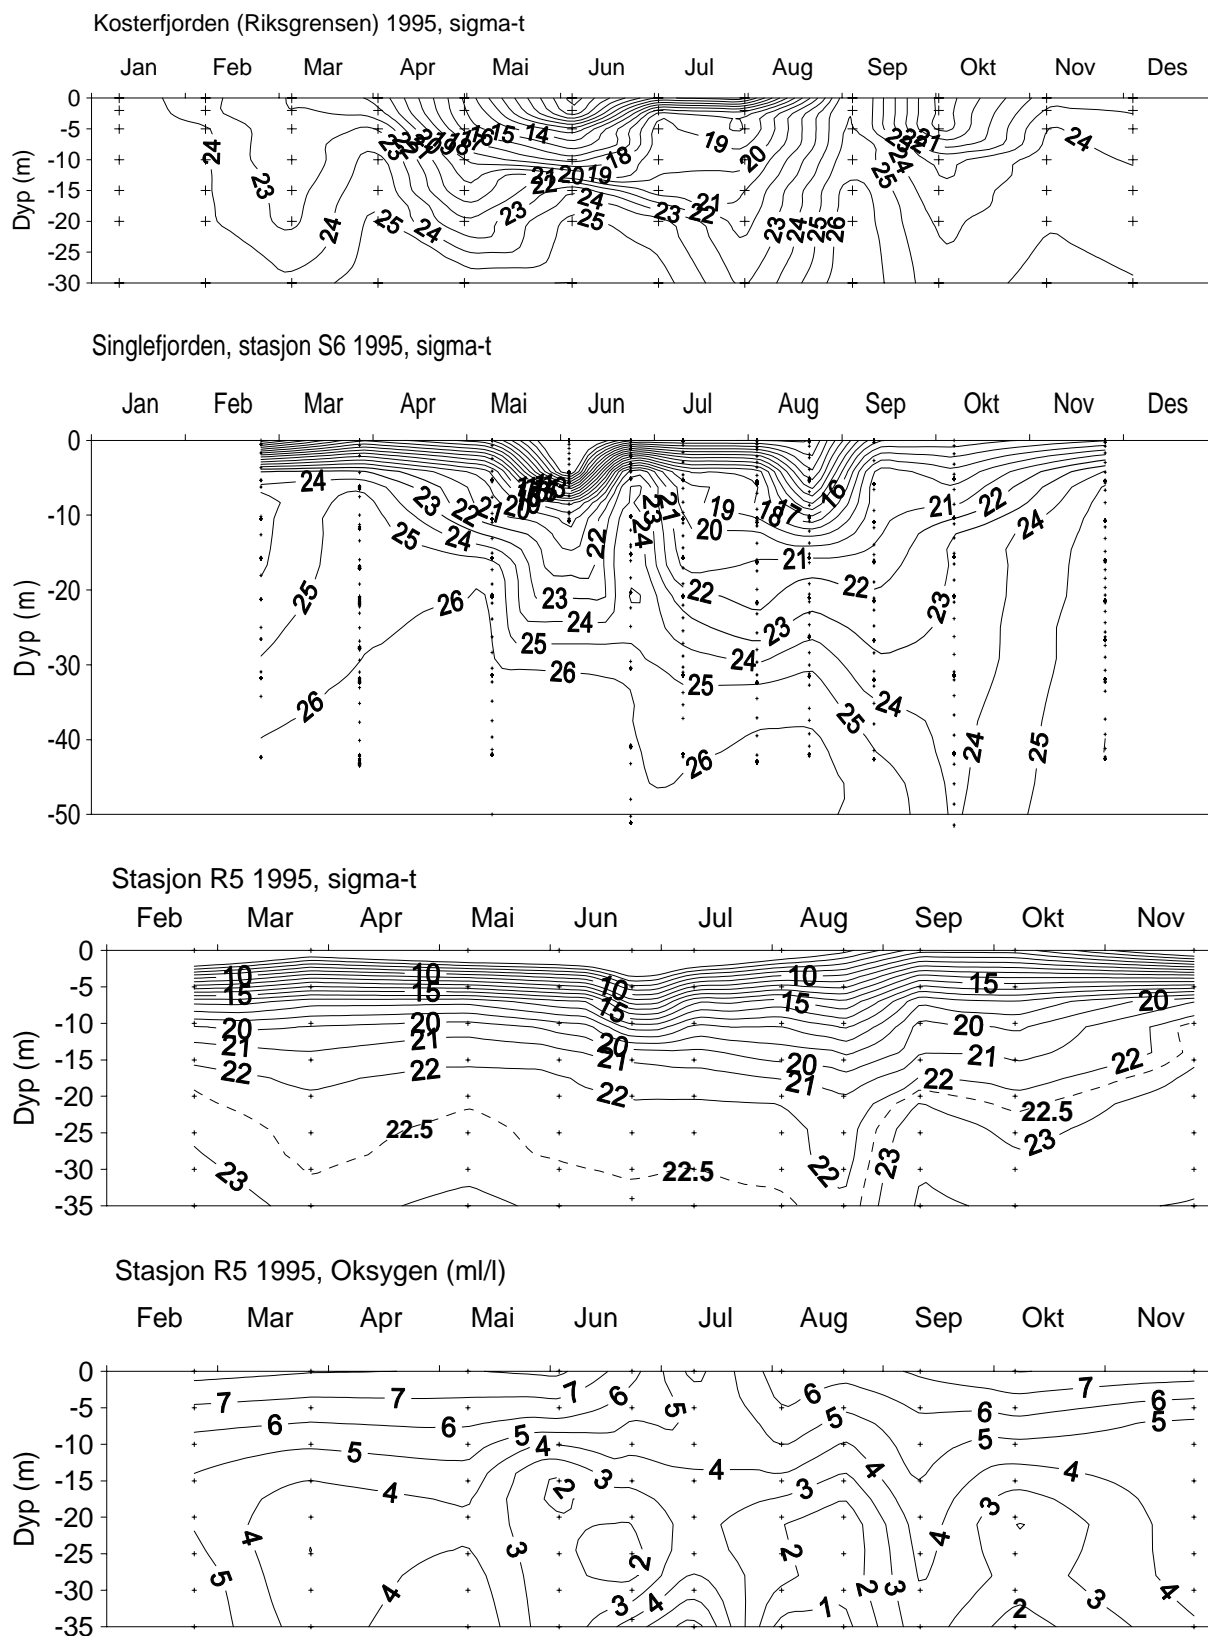 Kosterfjorden (Riksgrensen) 1995, sigma-t
Jan Feb Mar Apr Mai Jun Jul Aug Sep Okt Nov Des
Dyp (m)
0
-5
-10
-15
-20
-25
-30
24 23 24 23 25 24 16 15 14 23 21 22 20 19 18 24 25 23 22 21 19 20 23 24 25 26 25 24 21 24
Singlefjorden, stasjon S6 1995, sigma-t
Jan Feb Mar Apr Mai Jun Jul Aug Sep Okt Nov Des
Dyp (m)
0
-10
-20
-30
-40
-50
24 25 26 23 22 21 20 25 24 26 22 23 24 25 26 23 24 21 19 20 18 17 16 21 22 22 23 24 25 26 21 22 24 23 25 24 24 25
Stasjon R5 1995, sigma-t
Feb Mar Apr Mai Jun Jul Aug Sep Okt Nov
Dyp (m)
0
-5
-10
-15
-20
-25
-30
-35
10 15 20 21 22 23
10 15 20 21 22 22.5
10 15 20 21 22 22.5
10 15 20 21 22 23
15 20 21 22 22.5 23
20 22
Stasjon R5 1995, Oksygen (ml/l)
Feb Mar Apr Mai Jun Jul Aug Sep Okt Nov
Dyp (m)
0
-5
-10
-15
-20
-25
-30
-35
7 7 7 6 7 6
6 6 5 6 6 5
5 5 4 5 5
4 3 4 4 4
4 2 3 3
4 3 2 2 4
5 4 3 4 1 2 3 2 3 4